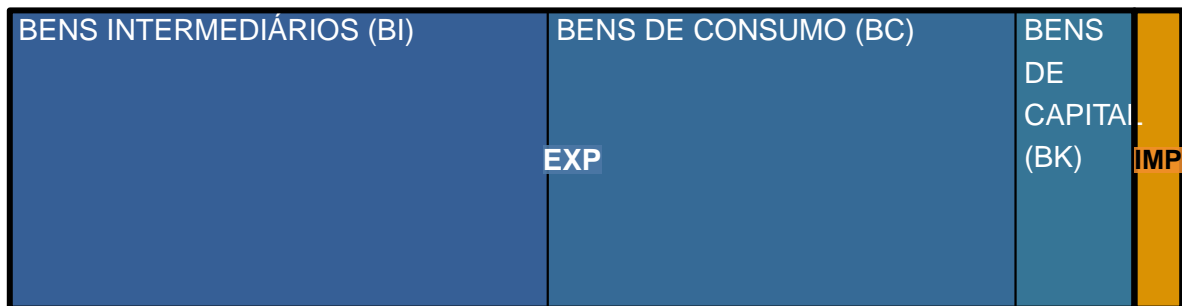 BENS INTERMEDIÁRIOS (BI)
BENS DE CONSUMO (BC)
BENS
DE
CAPITAL
(BK)
EXP
IMP